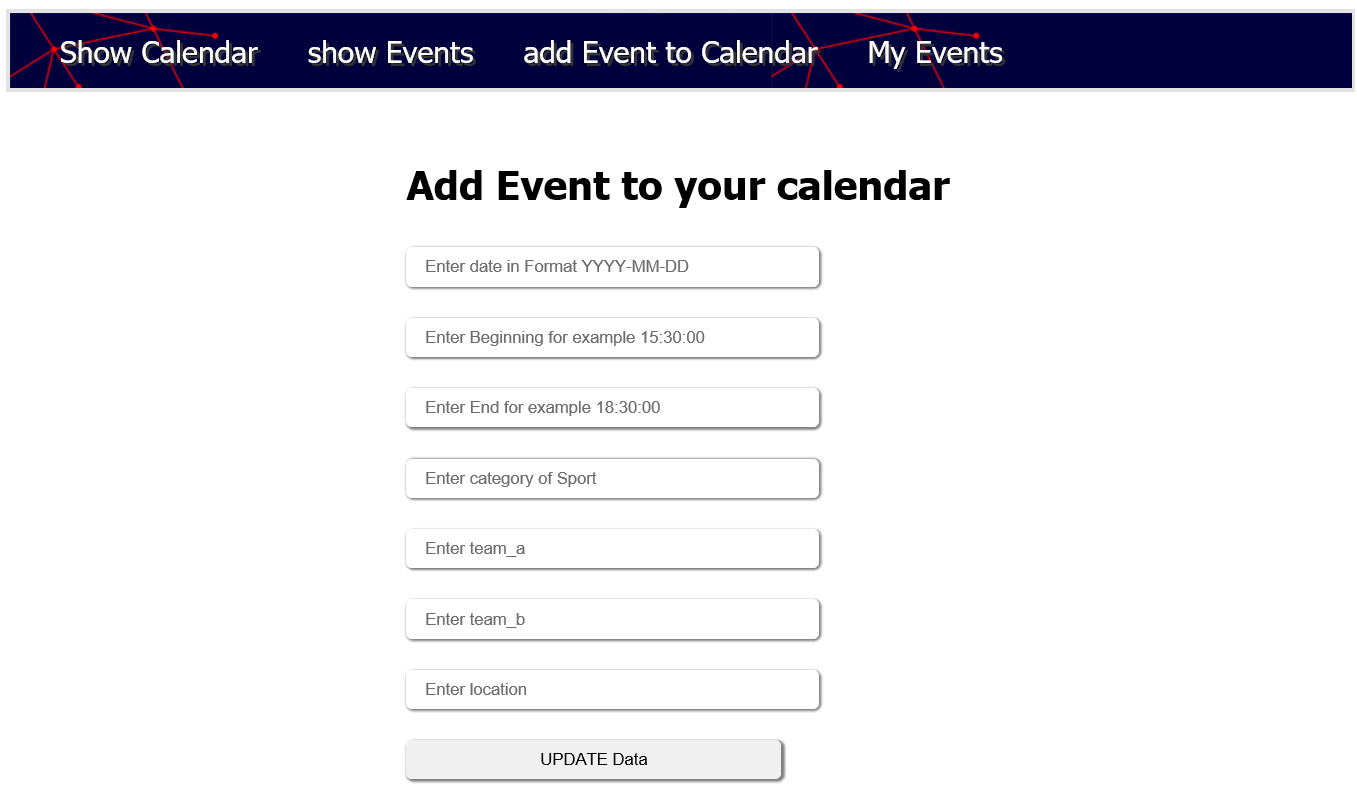 Show Calendar show Events add Event to Calendar My Events
Add Event to your calendar
Enter date in Format YYYY-MM-DD
Enter Beginning for example 15:30:00
Enter End for example 18:30:00
Enter category of Sport
Enter team_a
Enter team_b
Enter location
UPDATE Data